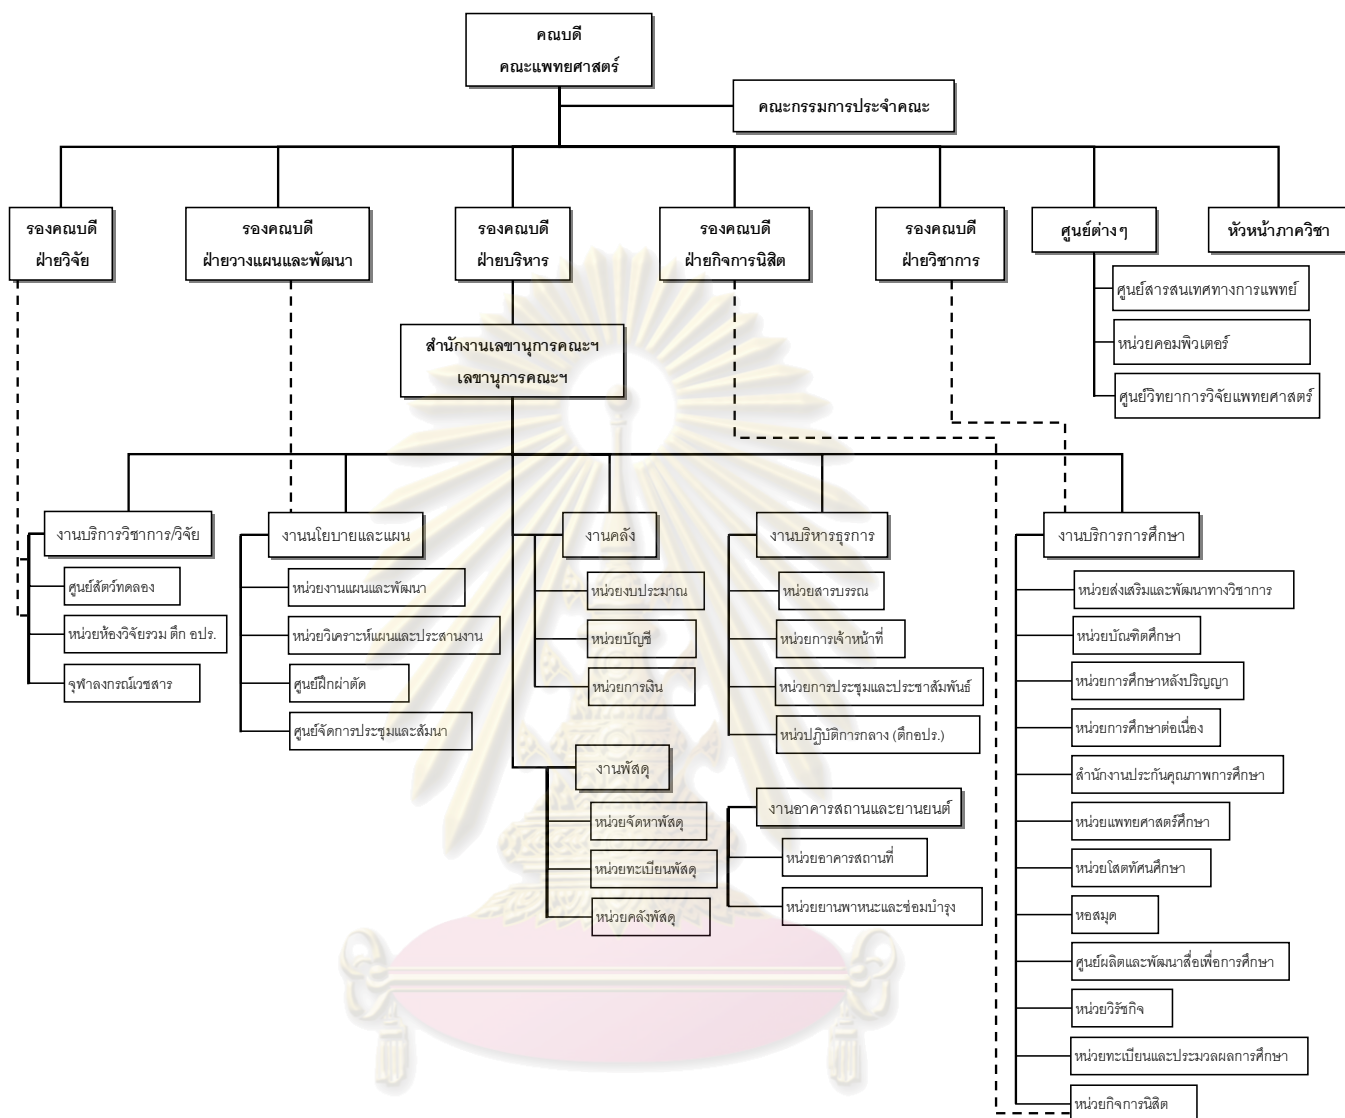 คณบดี
คณะแพทยศาสตร์
คณะกรรมการประจำคณะ
รองคณบดี
ฝ่ายวิจัย
รองคณบดี
ฝ่ายวางแผนและพัฒนา
รองคณบดี
ฝ่ายบริหาร
รองคณบดี
ฝ่ายกิจการนิสิต
รองคณบดี
ฝ่ายวิชาการ
ศูนย์ต่างๆ
หัวหน้าภาควิชา
ศูนย์สารสนเทศทางการแพทย์
หน่วยคอมพิวเตอร์
ศูนย์วิทยาการวิจัยแพทยศาสตร์
สำนักงานเลขานุการคณะฯ
เลขานุการคณะฯ
งานบริการวิชาการ/วิจัย
ศูนย์สัตว์ทดลอง
หน่วยห้องวิจัยรวม ตึก อปร.
จุฬาลงกรณ์เวชสาร
งานนโยบายและแผน
หน่วยงานแผนและพัฒนา
หน่วยวิเคราะห์แผนและประสานงาน
ศูนย์ฝึกผ่าตัด
ศูนย์จัดการประชุมและสัมนา
งานคลัง
หน่วยงบประมาณ
หน่วยบัญชี
หน่วยการเงิน
งานพัสดุ
หน่วยจัดหาพัสดุ
หน่วยทะเบียนพัสดุ
หน่วยคลังพัสดุ
งานบริหารธุรการ
หน่วยสารบรรณ
หน่วยการเจ้าหน้าที่
หน่วยการประชุมและประชาสัมพันธ์
หน่วปฏิบัติการกลาง (ตึกอปร.)
งานอาคารสถานและยานยนต์
หน่วยอาคารสถานที่
หน่วยยานพาหนะและซ่อมบำรุง
งานบริการการศึกษา
หน่วยส่งเสริมและพัฒนาทางวิชาการ
หน่วยบัณฑิตศึกษา
หน่วยการศึกษาหลังปริญญา
หน่วยการศึกษาต่อเนื่อง
สำนักงานประกันคุณภาพการศึกษา
หน่วยแพทยศาสตร์ศึกษา
หน่วยโสตทัศนศึกษา
หอสมุด
ศูนย์ผลิตและพัฒนาสื่อเพื่อการศึกษา
หน่วยวิรัชกิจ
หน่วยทะเบียนและประมวลผลการศึกษา
หน่วยกิจการนิสิต